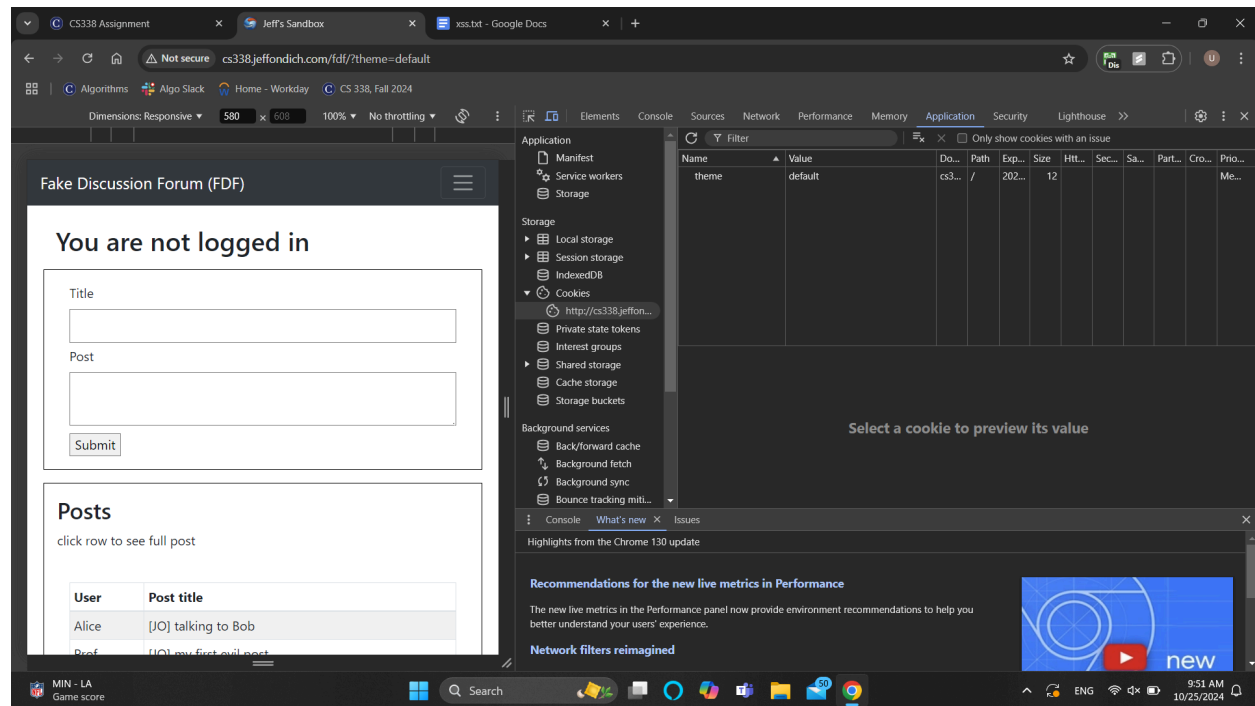 CS338 Assignment
Jeff's Sandbox
xss.txt - Google Docs
Not secure cs338.jeffondich.com/fdf/?theme=default
Dis
U
Algorithms Algo Slack Home - Workday CS 338, Fall 2024
Dimensions: Responsive 580 x 608 100% No throttling
Elements Console Sources Network Performance Memory Application Security Lighthouse
Fake Discussion Forum (FDF)
You are not logged in
Title
Post
Submit
Posts
click row to see full post
User Post title
Alice [JO] talking to Bob
Prof [JO] my first evil post
Application
Manifest
Service workers
Storage
Storage
Local storage
Session storage
IndexedDB
Cookies
http://cs338.jeffon...
Private state tokens
Interest groups
Shared storage
Cache storage
Storage buckets
Background services
Back/forward cache
Background fetch
Background sync
Bounce tracking miti...
Filter Only show cookies with an issue
Name Value Do... Path Exp... Size Htt... Sec... Sa... Part... Cro... Prio...
theme default cs3... / 202... 12 Me...
Select a cookie to preview its value
Console What's new Issues
Highlights from the Chrome 130 update
Recommendations for the new live metrics in Performance
The new live metrics in the Performance panel now provide environment recommendations to help you
better understand your users' experience.
Network filters reimagined
new
MIN - LA
Game score
Search
50
ENG
9:51 AM
10/25/2024